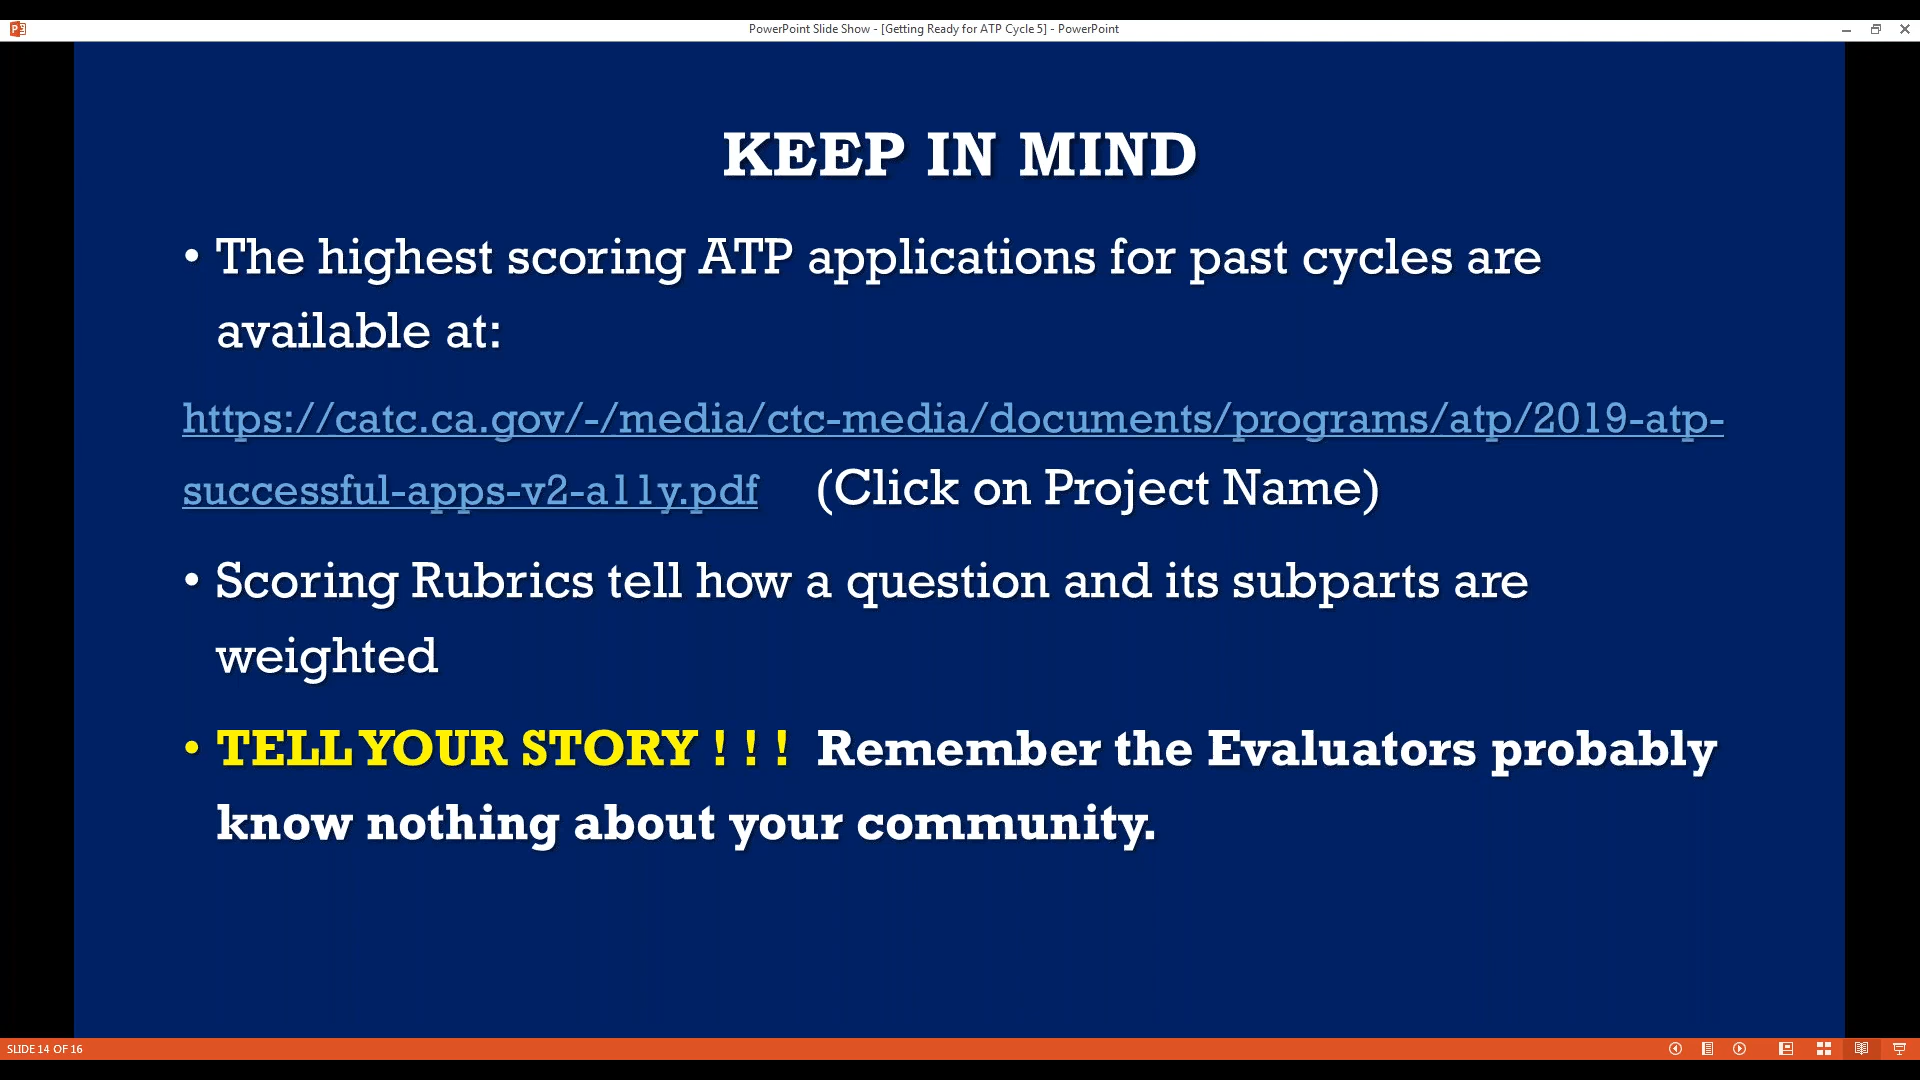 PowerPoint Slide Show - [Getting Ready for ATP Cycle 5] - PowerPoint
KEEP IN MIND
• The highest scoring ATP applications for past cycles are
available at:
https://catc.ca.gov/-/media/ctc-media/documents/programs/atp/2019-atp-
successful-apps-v2-a11y.pdf (Click on Project Name)
• Scoring Rubrics tell how a question and its subparts are
weighted
• TELL YOUR STORY ! ! ! Remember the Evaluators probably
know nothing about your community.
SLIDE 14 OF 16